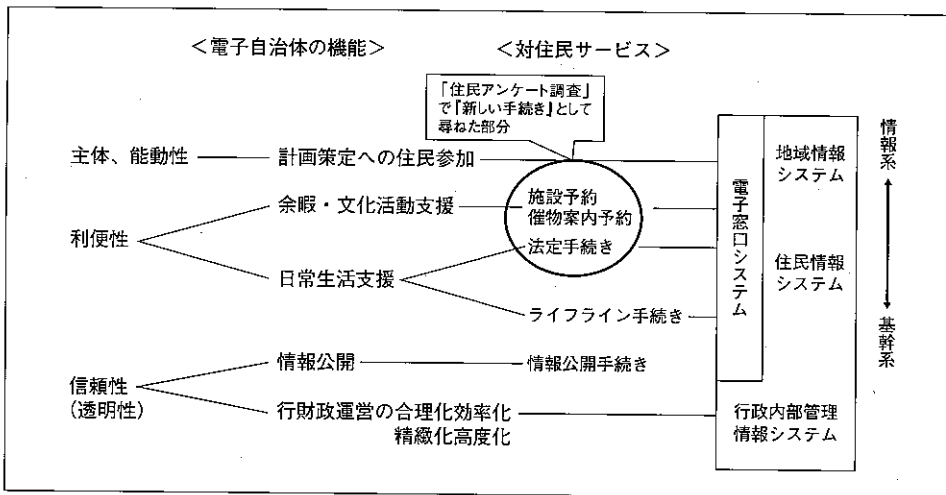 ＜電子自治体の機能＞
＜対住民サービス＞
「住民アンケート調査」
で『新しい手続き』として
尋ねた部分
主体、能動性
計画策定への住民参加
利便性
余暇・文化活動支援
施設予約
催物案内予約
日常生活支援
法定手続き
ライフライン手続き
信頼性
(透明性)
情報公開
情報公開手続き
行財政運営の合理化効率化
精緻化高度化
電子窓口システム
地域情報
システム
住民情報
システム
行政内部管理
情報システム
情報系
基幹系